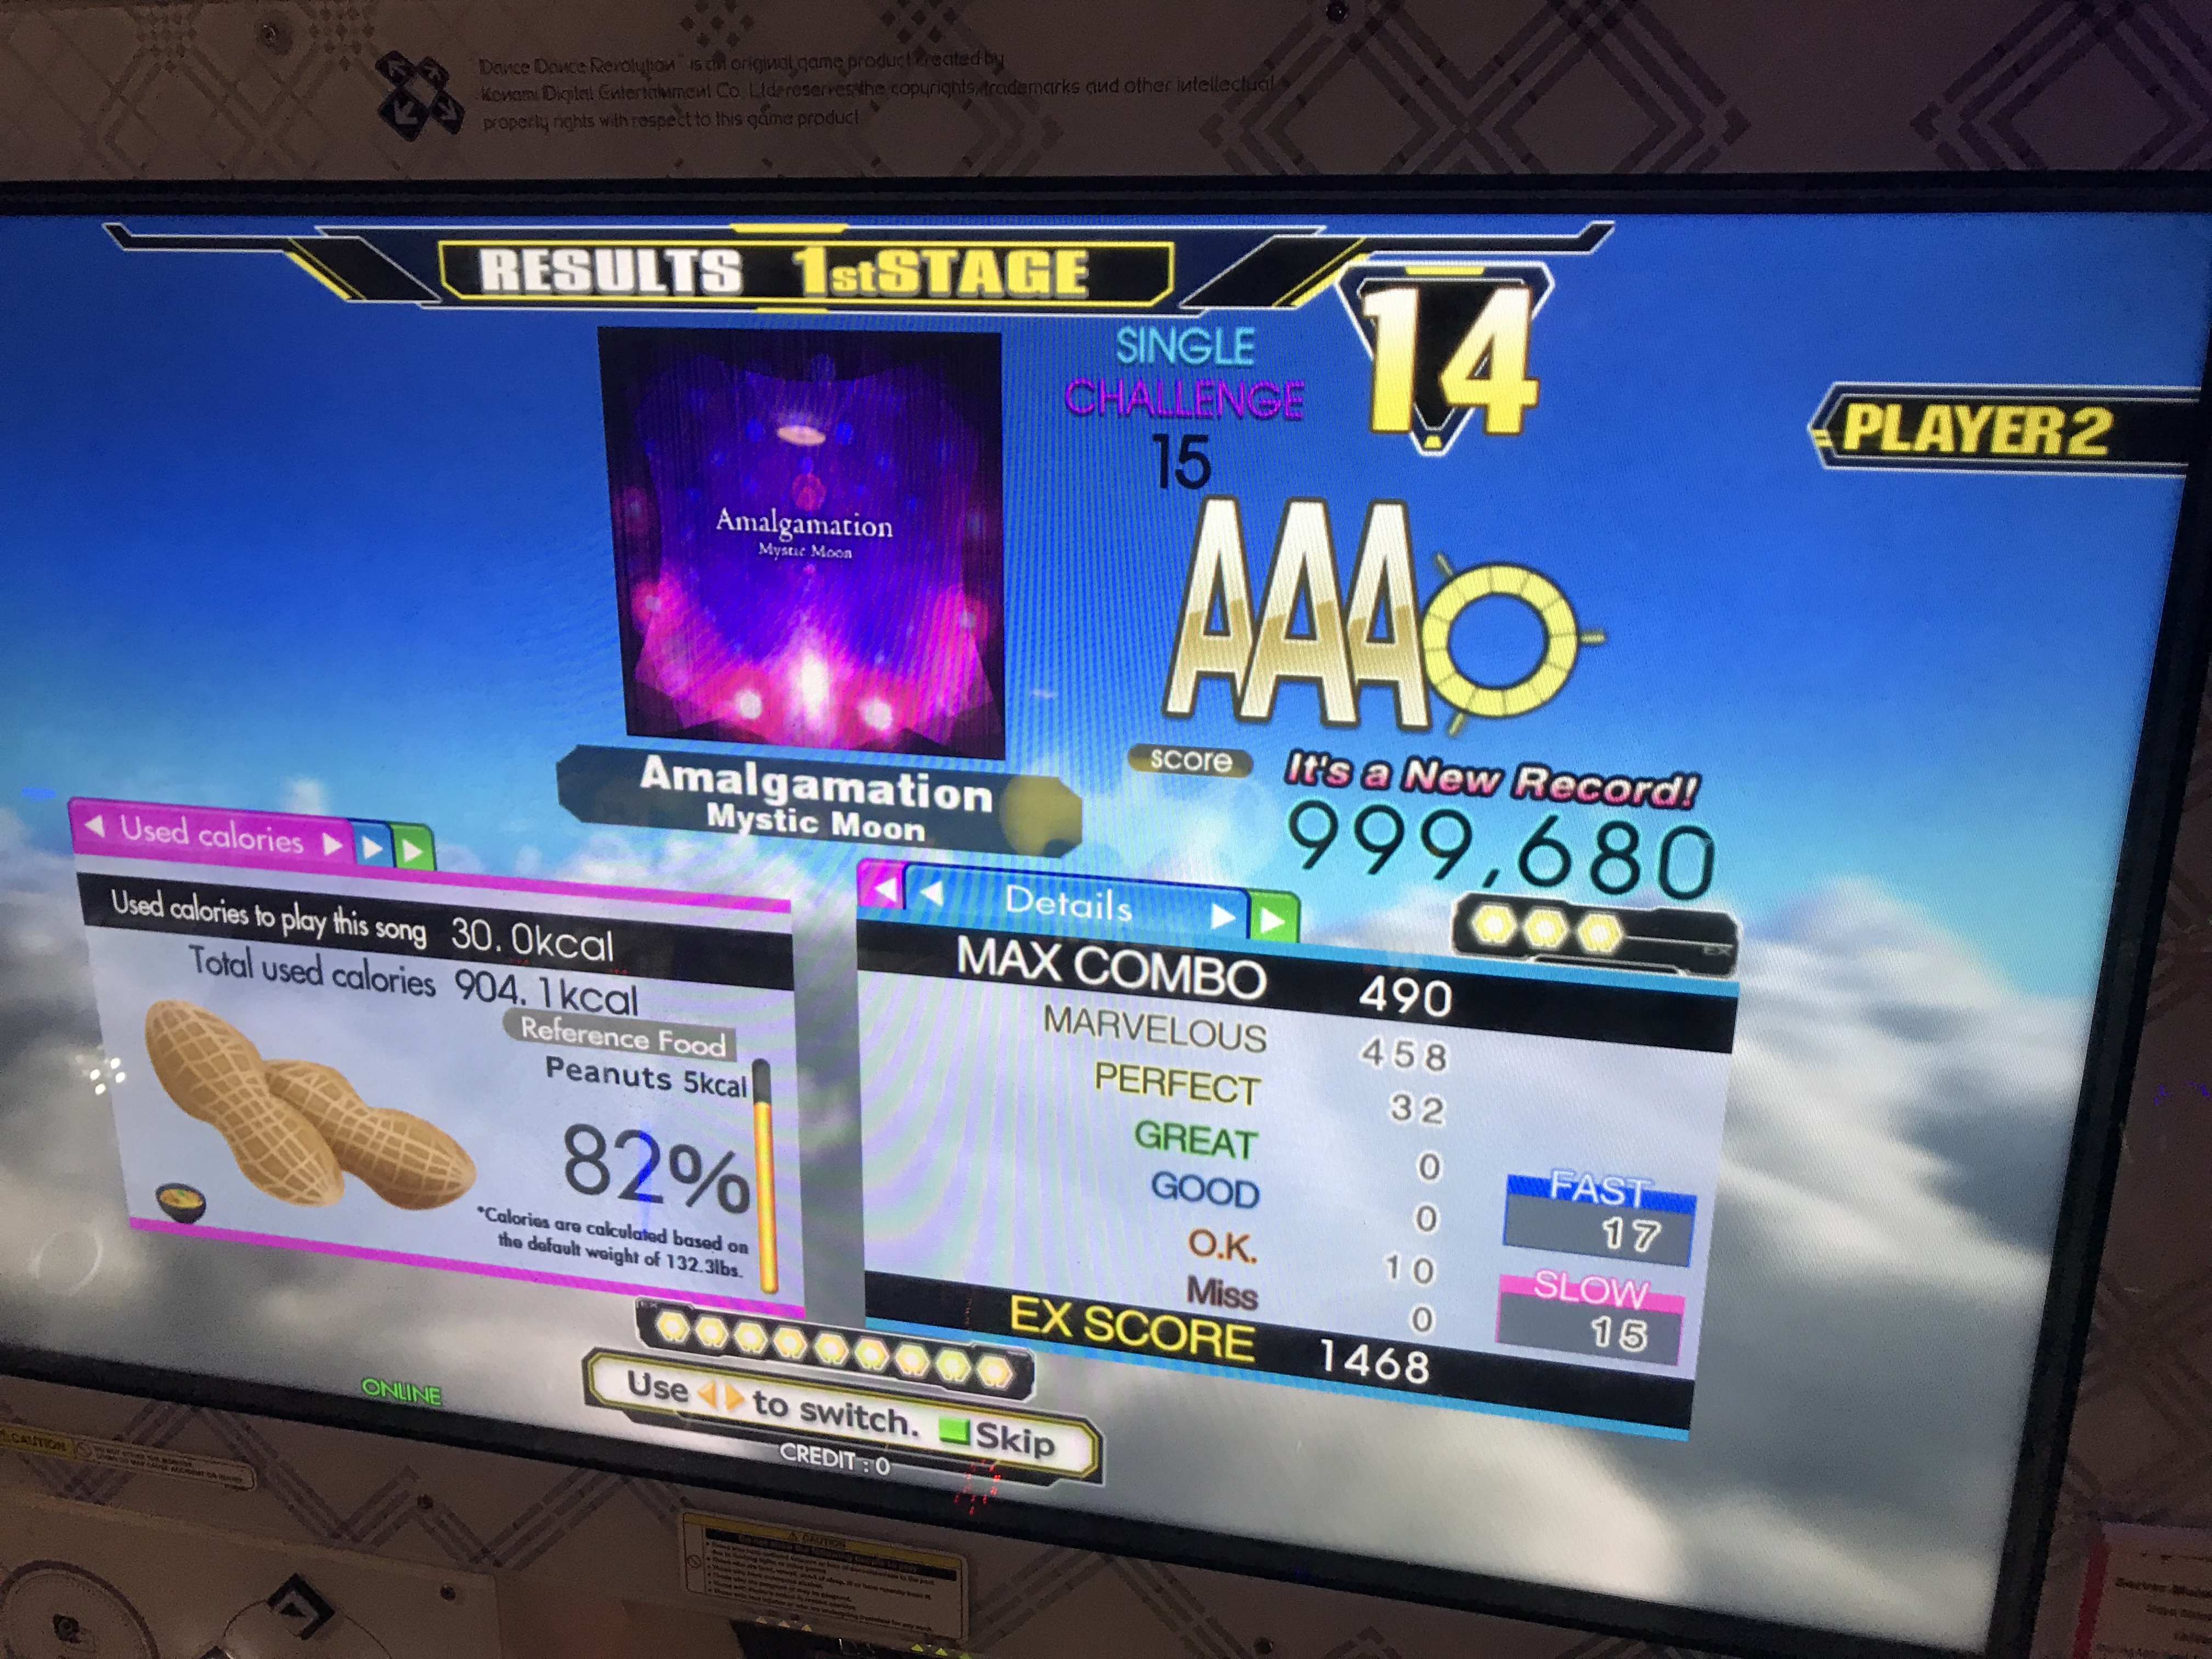 "Dance Dance Revolution" is an original game product created by
Konami Digital Entertainment Co., Ltd. reserves the copyrights, trademarks and other intellectual
property rights with respect to this game product
RESULTS 1stSTAGE
14
SINGLE
CHALLENGE
15
PLAYER2
Amalgamation
Mystic Moon
AAA
Amalgamation
Mystic Moon
score
It's a New Record!
999,680
EX
Used calories
Used calories to play this song 30.0kcal
Total used calories 904.1kcal
Reference Food
Peanuts 5kcal
82%
*Calories are calculated based on
the default weight of 132.3lbs.
Details
MAX COMBO 490
MARVELOUS 458
PERFECT 32
GREAT 0
GOOD 0
O.K. 10
Miss 0
EX SCORE 1468
FAST
17
SLOW
15
EX
Use to switch. Skip
ONLINE
CREDIT : 0
CAUTION
CAUTION